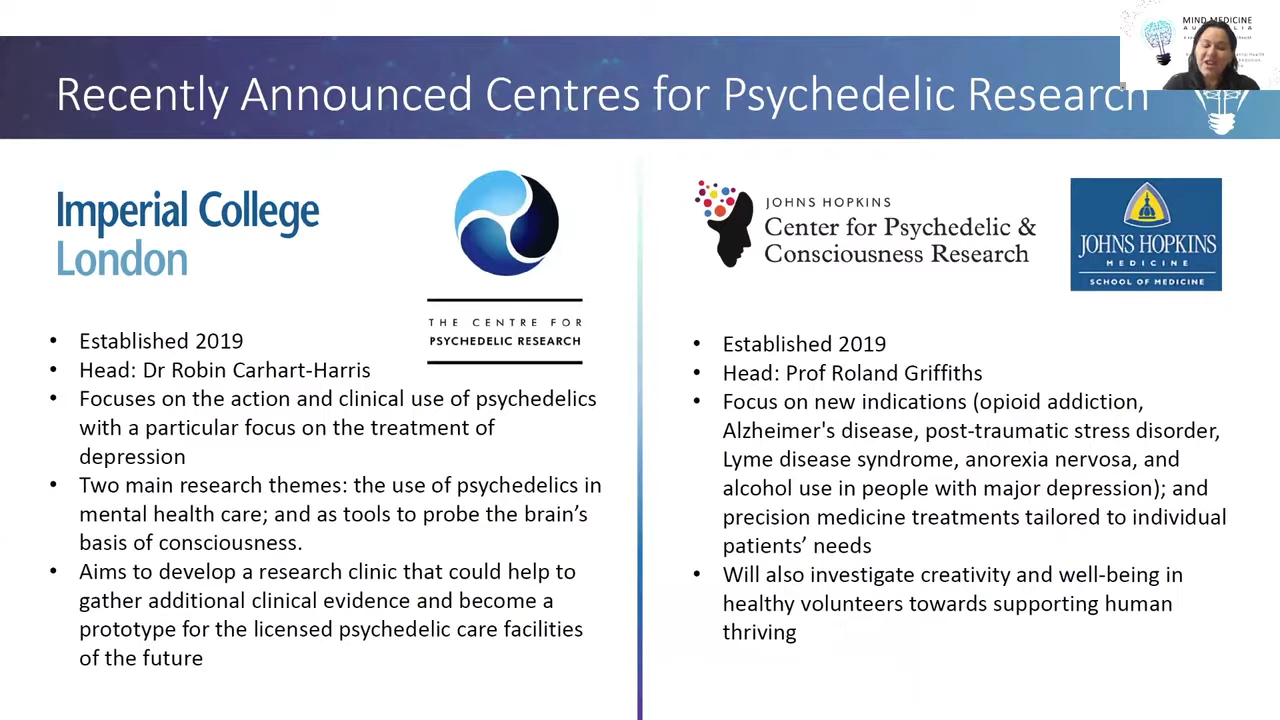 MIND MEDICINE
AUSTRALIA
Recently Announced Centres for Psychedelic Research
Imperial College
London
THE CENTRE FOR
PSYCHEDELIC RESEARCH
• Established 2019
• Head: Dr Robin Carhart-Harris
• Focuses on the action and clinical use of psychedelics
with a particular focus on the treatment of
depression
• Two main research themes: the use of psychedelics in
mental health care; and as tools to probe the brain’s
basis of consciousness.
• Aims to develop a research clinic that could help to
gather additional clinical evidence and become a
prototype for the licensed psychedelic care facilities
of the future
JOHNS HOPKINS
Center for Psychedelic &
Consciousness Research
JOHNS HOPKINS
MEDICINE
SCHOOL OF MEDICINE
• Established 2019
• Head: Prof Roland Griffiths
• Focus on new indications (opioid addiction,
Alzheimer's disease, post-traumatic stress disorder,
Lyme disease syndrome, anorexia nervosa, and
alcohol use in people with major depression); and
precision medicine treatments tailored to individual
patients’ needs
• Will also investigate creativity and well-being in
healthy volunteers towards supporting human
thriving